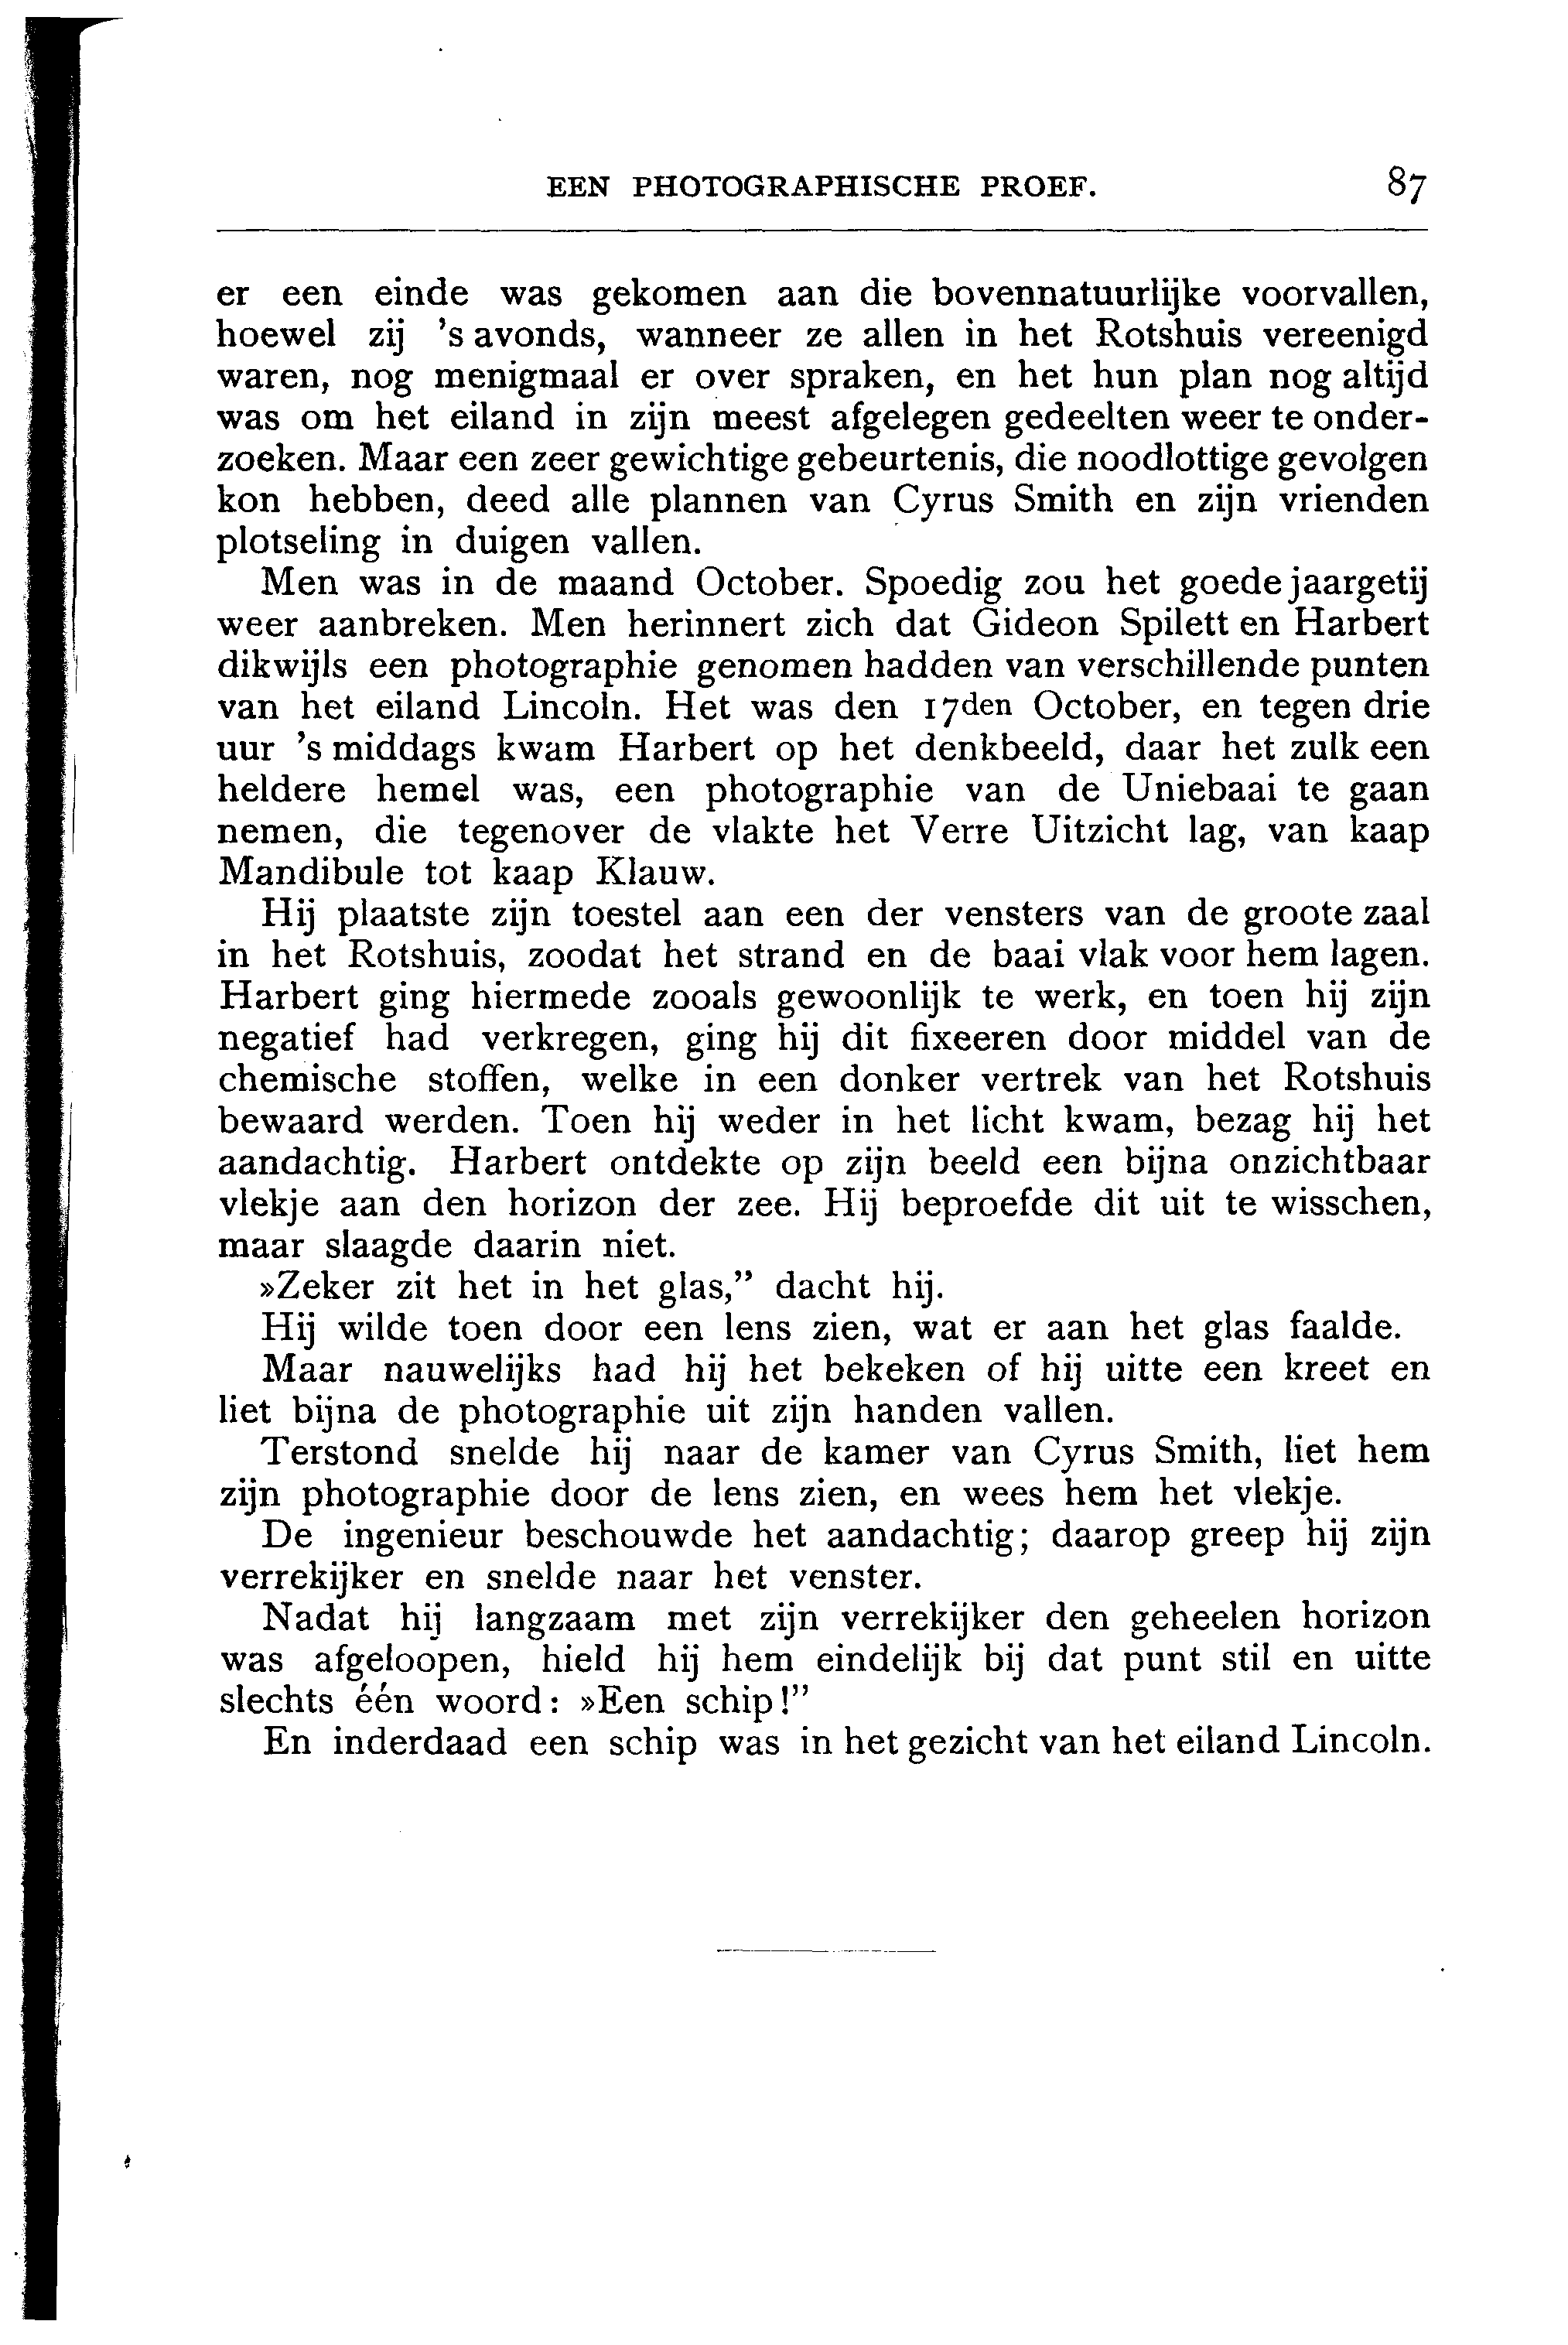 EEN PHOTOGRAPHISCHE PROEF. 87
er een einde was gekomen aan die bovennatuurlijke voorvallen,
hoewel zij 's avonds, wanneer ze allen in het Rotshuis vereenigd
waren, nog menigmaal er over spraken, en het hun plan nog altijd
was om het eiland in zijn meest afgelegen gedeelten weer te onder-
zoeken. Maar een zeer gewichtige gebeurtenis, die noodlottige gevolgen
kon hebben, deed alle plannen van Cyrus Smith en zijn vrienden
plotseling in duigen vallen.
Men was in de maand October. Spoedig zou het goede jaargetij
weer aanbreken. Men herinnert zich dat Gideon Spilett en Harbert
dikwijls een photographie genomen hadden van verschillende punten
van het eiland Lincoln. Het was den 17den October, en tegen drie
uur 's middags kwam Harbert op het denkbeeld, daar het zulk een
heldere hemel was, een photographie van de Uniebaai te gaan
nemen, die tegenover de vlakte het Verre Uitzicht lag, van kaap
Mandibule tot kaap Klauw.
Hij plaatste zijn toestel aan een der vensters van de groote zaal
in het Rotshuis, zoodat het strand en de baai vlak voor hem lagen.
Harbert ging hiermede zooals gewoonlijk te werk, en toen hij zijn
negatief had verkregen, ging hij dit fixeeren door middel van de
chemische stoffen, welke in een donker vertrek van het Rotshuis
bewaard werden. Toen hij weder in het licht kwam, bezag hij het
aandachtig. Harbert ontdekte op zijn beeld een bijna onzichtbaar
vlekje aan den horizon der zee. Hij beproefde dit uit te wisschen,
maar slaagde daarin niet.
»Zeker zit het in het glas,” dacht hij.
Hij wilde toen door een lens zien, wat er aan het glas faalde.
Maar nauwelijks had hij het bekeken of hij uitte een kreet en
liet bijna de photographie uit zijn handen vallen.
Terstond snelde hij naar de kamer van Cyrus Smith, liet hem
zijn photographie door de lens zien, en wees hem het vlekje.
De ingenieur beschouwde het aandachtig; daarop greep hij zijn
verrekijker en snelde naar het venster.
Nadat hij langzaam met zijn verrekijker den geheelen horizon
was afgeloopen, hield hij hem eindelijk bij dat punt stil en uitte
slechts één woord: »Een schip!”
En inderdaad een schip was in het gezicht van het eiland Lincoln.